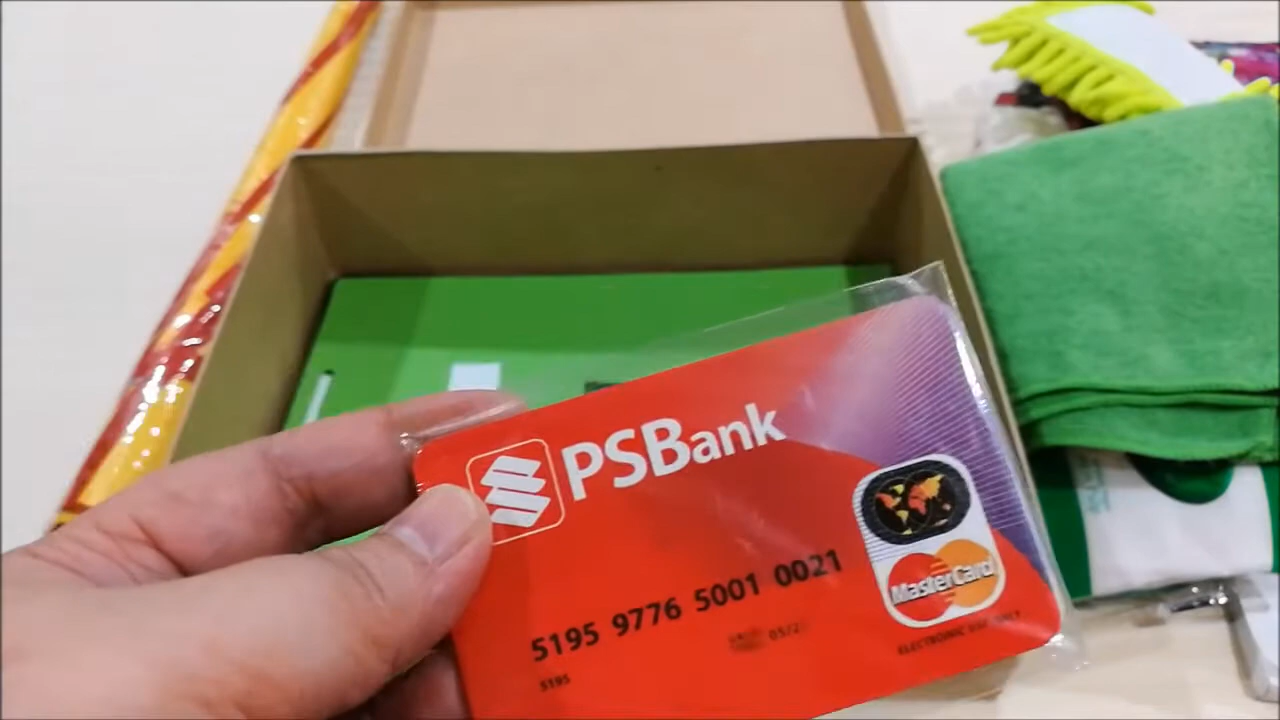 PSBank
MasterCard
5195 9776 5001 0021
5195
ELECTRONIC USE ONLY